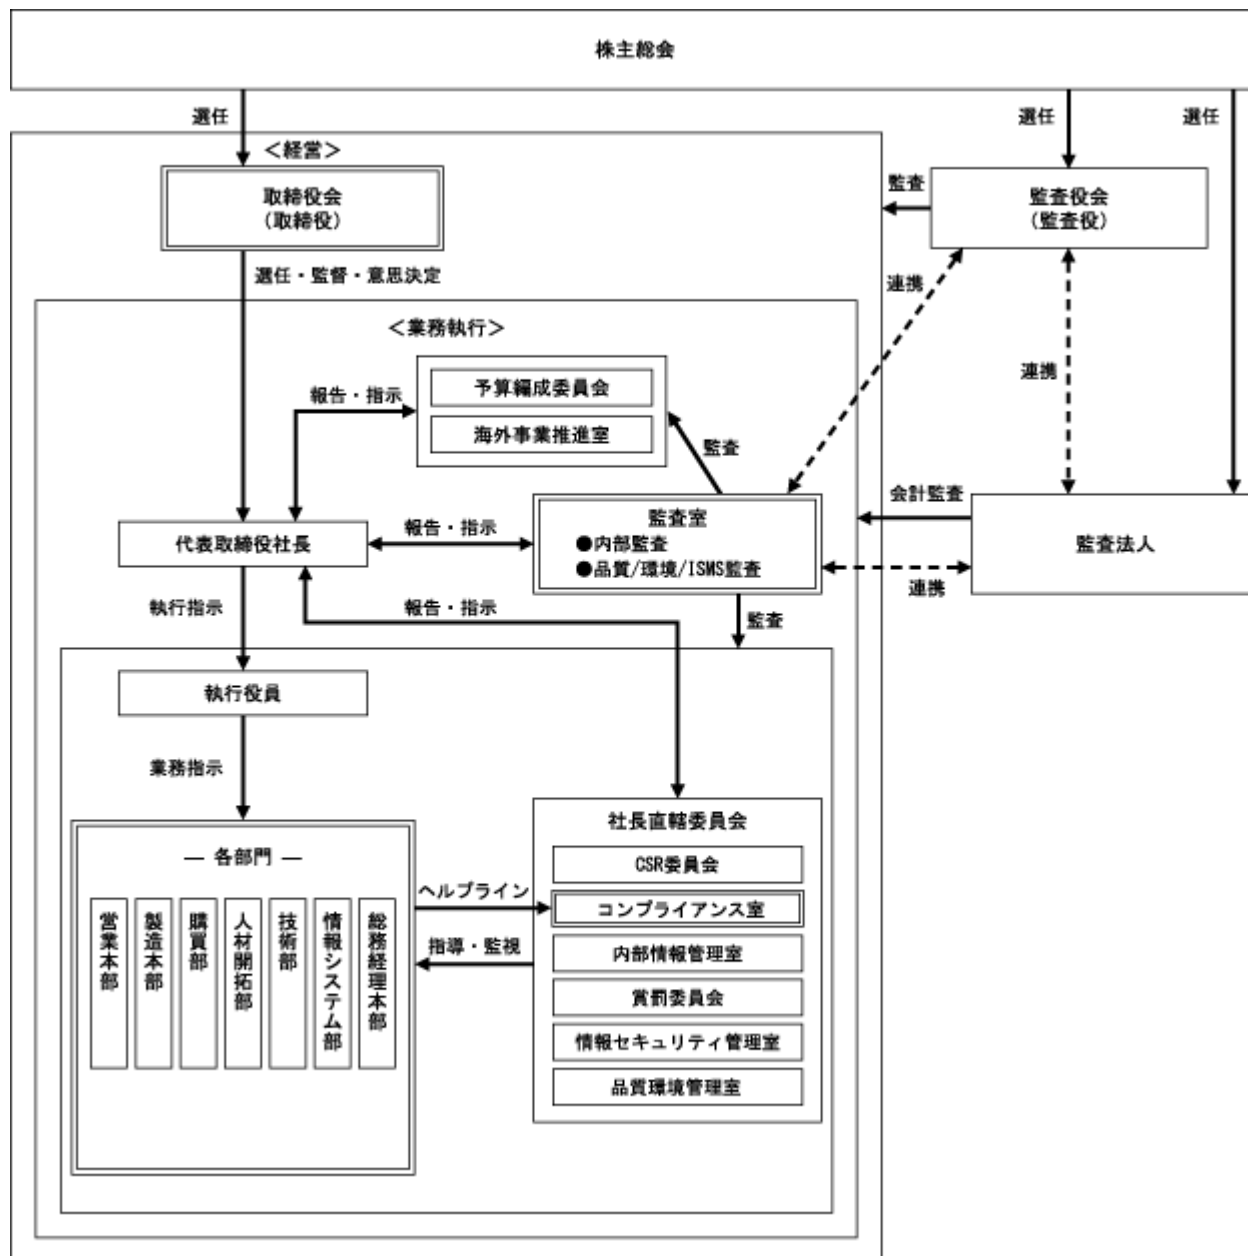 株主総会
選任
選任
選任
＜経営＞
取締役会
(取締役)
監査
監査役会
(監査役)
選任・監督・意思決定
連携
＜業務執行＞
報告・指示
予算編成委員会
海外事業推進室
連携
監査
会計監査
代表取締役社長
報告・指示
監査室
●内部監査
●品質/環境/ISMS監査
監査法人
連携
執行指示
報告・指示
監査
執行役員
業務指示
社長直轄委員会
― 各部門 ―
CSR委員会
ヘルプライン
コンプライアンス室
営業本部
製造本部
購買部
人材開拓部
技術部
情報システム部
総務経理本部
指導・監視
内部情報管理室
賞罰委員会
情報セキュリティ管理室
品質環境管理室